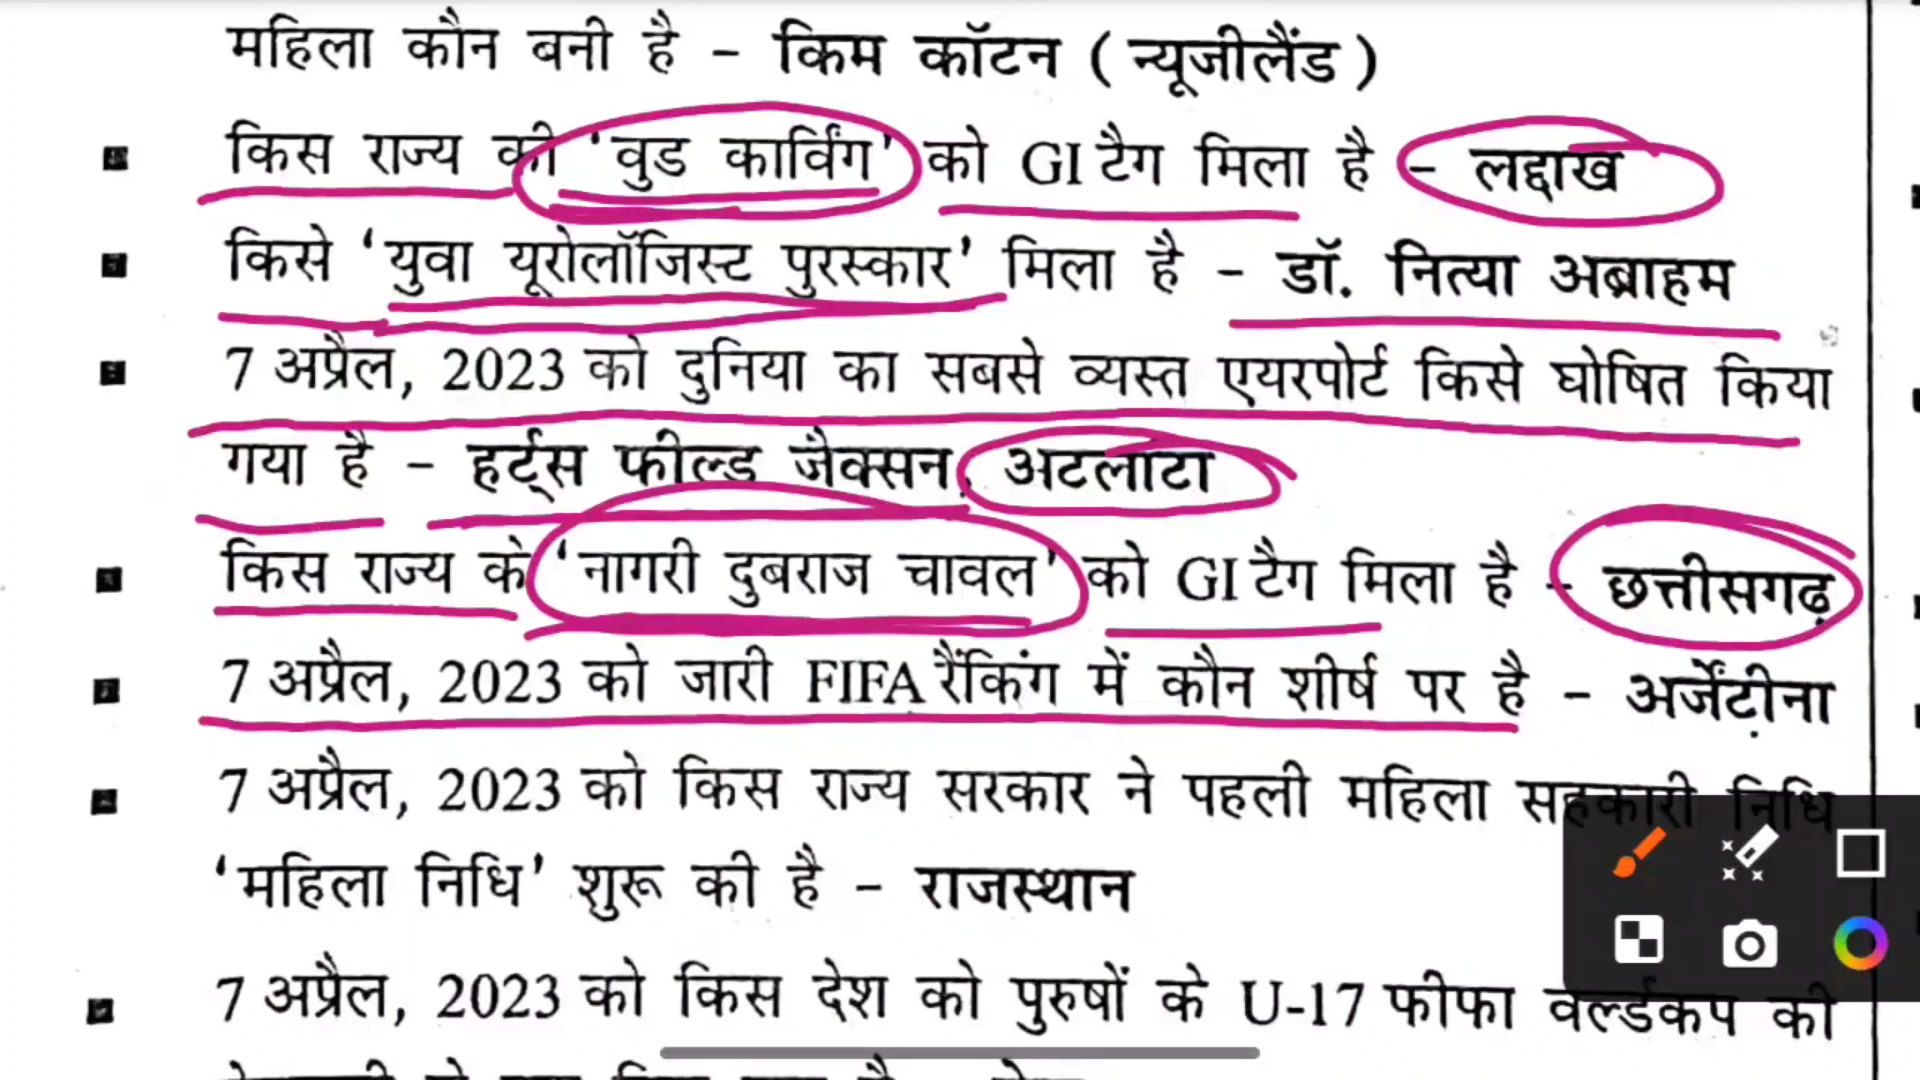 महिला कौन बनी है - किम कॉटन ( न्यूजीलैंड )
किस राज्य की 'वुड कार्विंग' को GI टैग मिला है - लद्दाख
किसे 'युवा यूरोलॉजिस्ट पुरस्कार' मिला है - डॉ. नित्या अब्राहम
7 अप्रैल, 2023 को दुनिया का सबसे व्यस्त एयरपोर्ट किसे घोषित किया
गया है - हर्ट्स फील्ड जैक्सन, अटलांटा
किस राज्य के 'नागरी दुबराज चावल' को GI टैग मिला है - छत्तीसगढ़
7 अप्रैल, 2023 को जारी FIFA रैंकिंग में कौन शीर्ष पर है - अर्जेंटीना
7 अप्रैल, 2023 को किस राज्य सरकार ने पहली महिला सहकारी निधि
'महिला निधि' शुरू की है - राजस्थान
7 अप्रैल, 2023 को किस देश को पुरुषों के U-17 फीफा वर्ल्डकप की